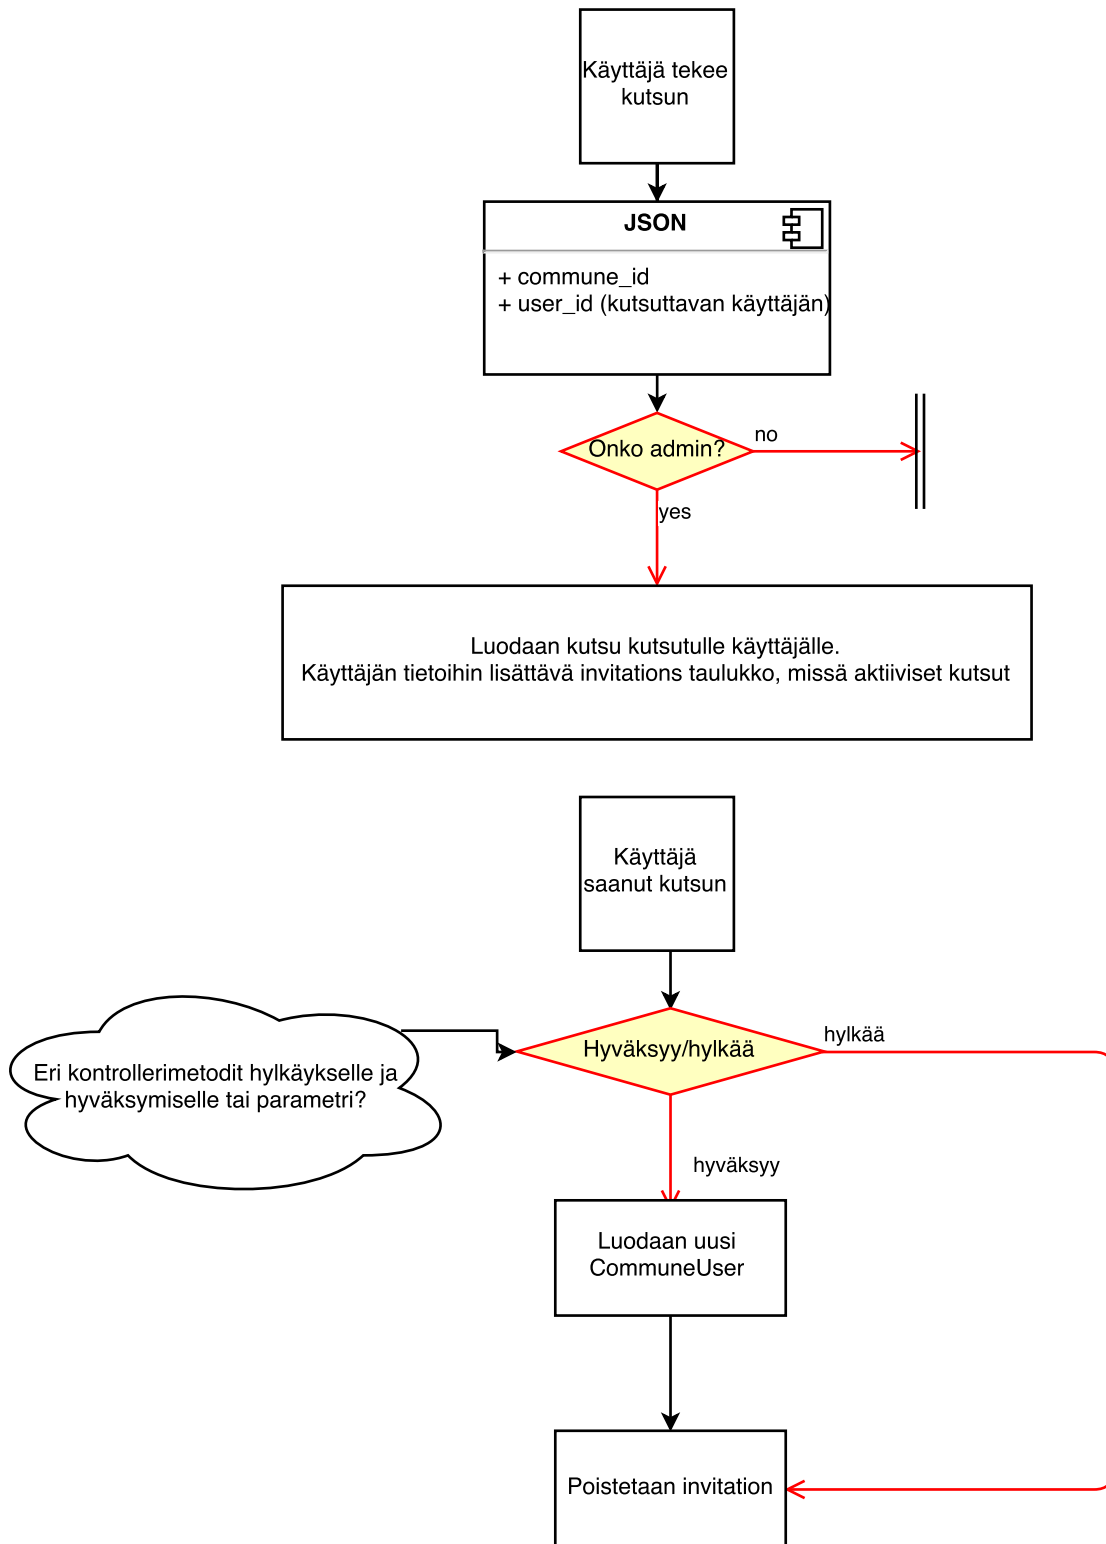 Käyttäjä tekee
kutsun
JSON
+ commune_id
+ user_id (kutsuttavan käyttäjän)
Onko admin?
no
yes
Luodaan kutsu kutsutulle käyttäjälle.
Käyttäjän tietoihin lisättävä invitations taulukko, missä aktiiviset kutsut
Käyttäjä
saanut kutsun
Hyväksyy/hylkää
hylkää
Eri kontrollerimetodit hylkäykselle ja
hyväksymiselle tai parametri?
hyväksyy
Luodaan uusi
CommuneUser
Poistetaan invitation